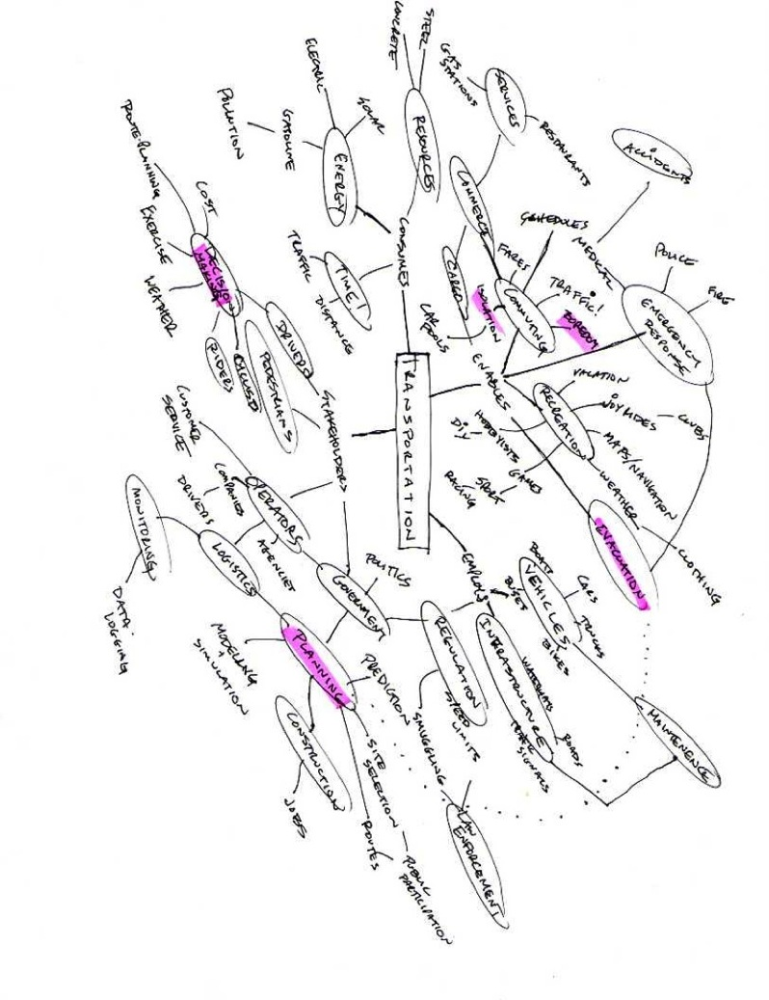 TRANSPORTATION
CONSUMES
RESOURCES
CONCRETE
STEEL
ENERGY
ELECTRIC
SOLAR
GASOLINE
POLLUTION
TIME!
TRAFFIC
DISTANCE
ENABLES
COMMERCE
SERVICES
GAS
STATIONS
RESTAURANTS
CARGO
COMMUTING
FARES
SCHEDULES
TRAFFIC!
BOREDOM
ISOLATION
CAR
POOLS
EMERGENCY
RESPONSE
MEDICAL
ACCIDENTS
POLICE
FIRE
RECREATION
VACATION
JOYRIDES
CLUBS
MAPS/NAVIGATION
WEATHER
CLOTHING
HOBBYISTS
DIY
GAMES
SPORT
RACING
EVACUATION
EMPLOYS
VEHICLES
BOATS
BUSES
CARS
TRUCKS
BIKES
INFRASTRUCTURE
WATERWAYS
ROADS
TRAFFIC
SIGNALS
MAINTENENCE
REGULATION
SPEED
LIMITS
SMUGGLING
LAW
ENFORCEMENT
STAKEHOLDERS
DRIVERS
PEDESTRIANS
BICYCLISTS
RIDERS
DECISION
MAKING
COST
ROUTE PLANNING
EXERCISE
WEATHER
OPERATORS
CUSTOMER
SERVICE
COMPANIES
DRIVERS
AGENCIES
LOGISTICS
MONITORING
DATA
LOGGING
GOVERNMENT
POLITICS
PLANNING
PREDICTION
MODELLING
+
SIMULATION
CONSTRUCTION
JOBS
SITE
SELECTION
ROUTES
PUBLIC
PARTICIPATION